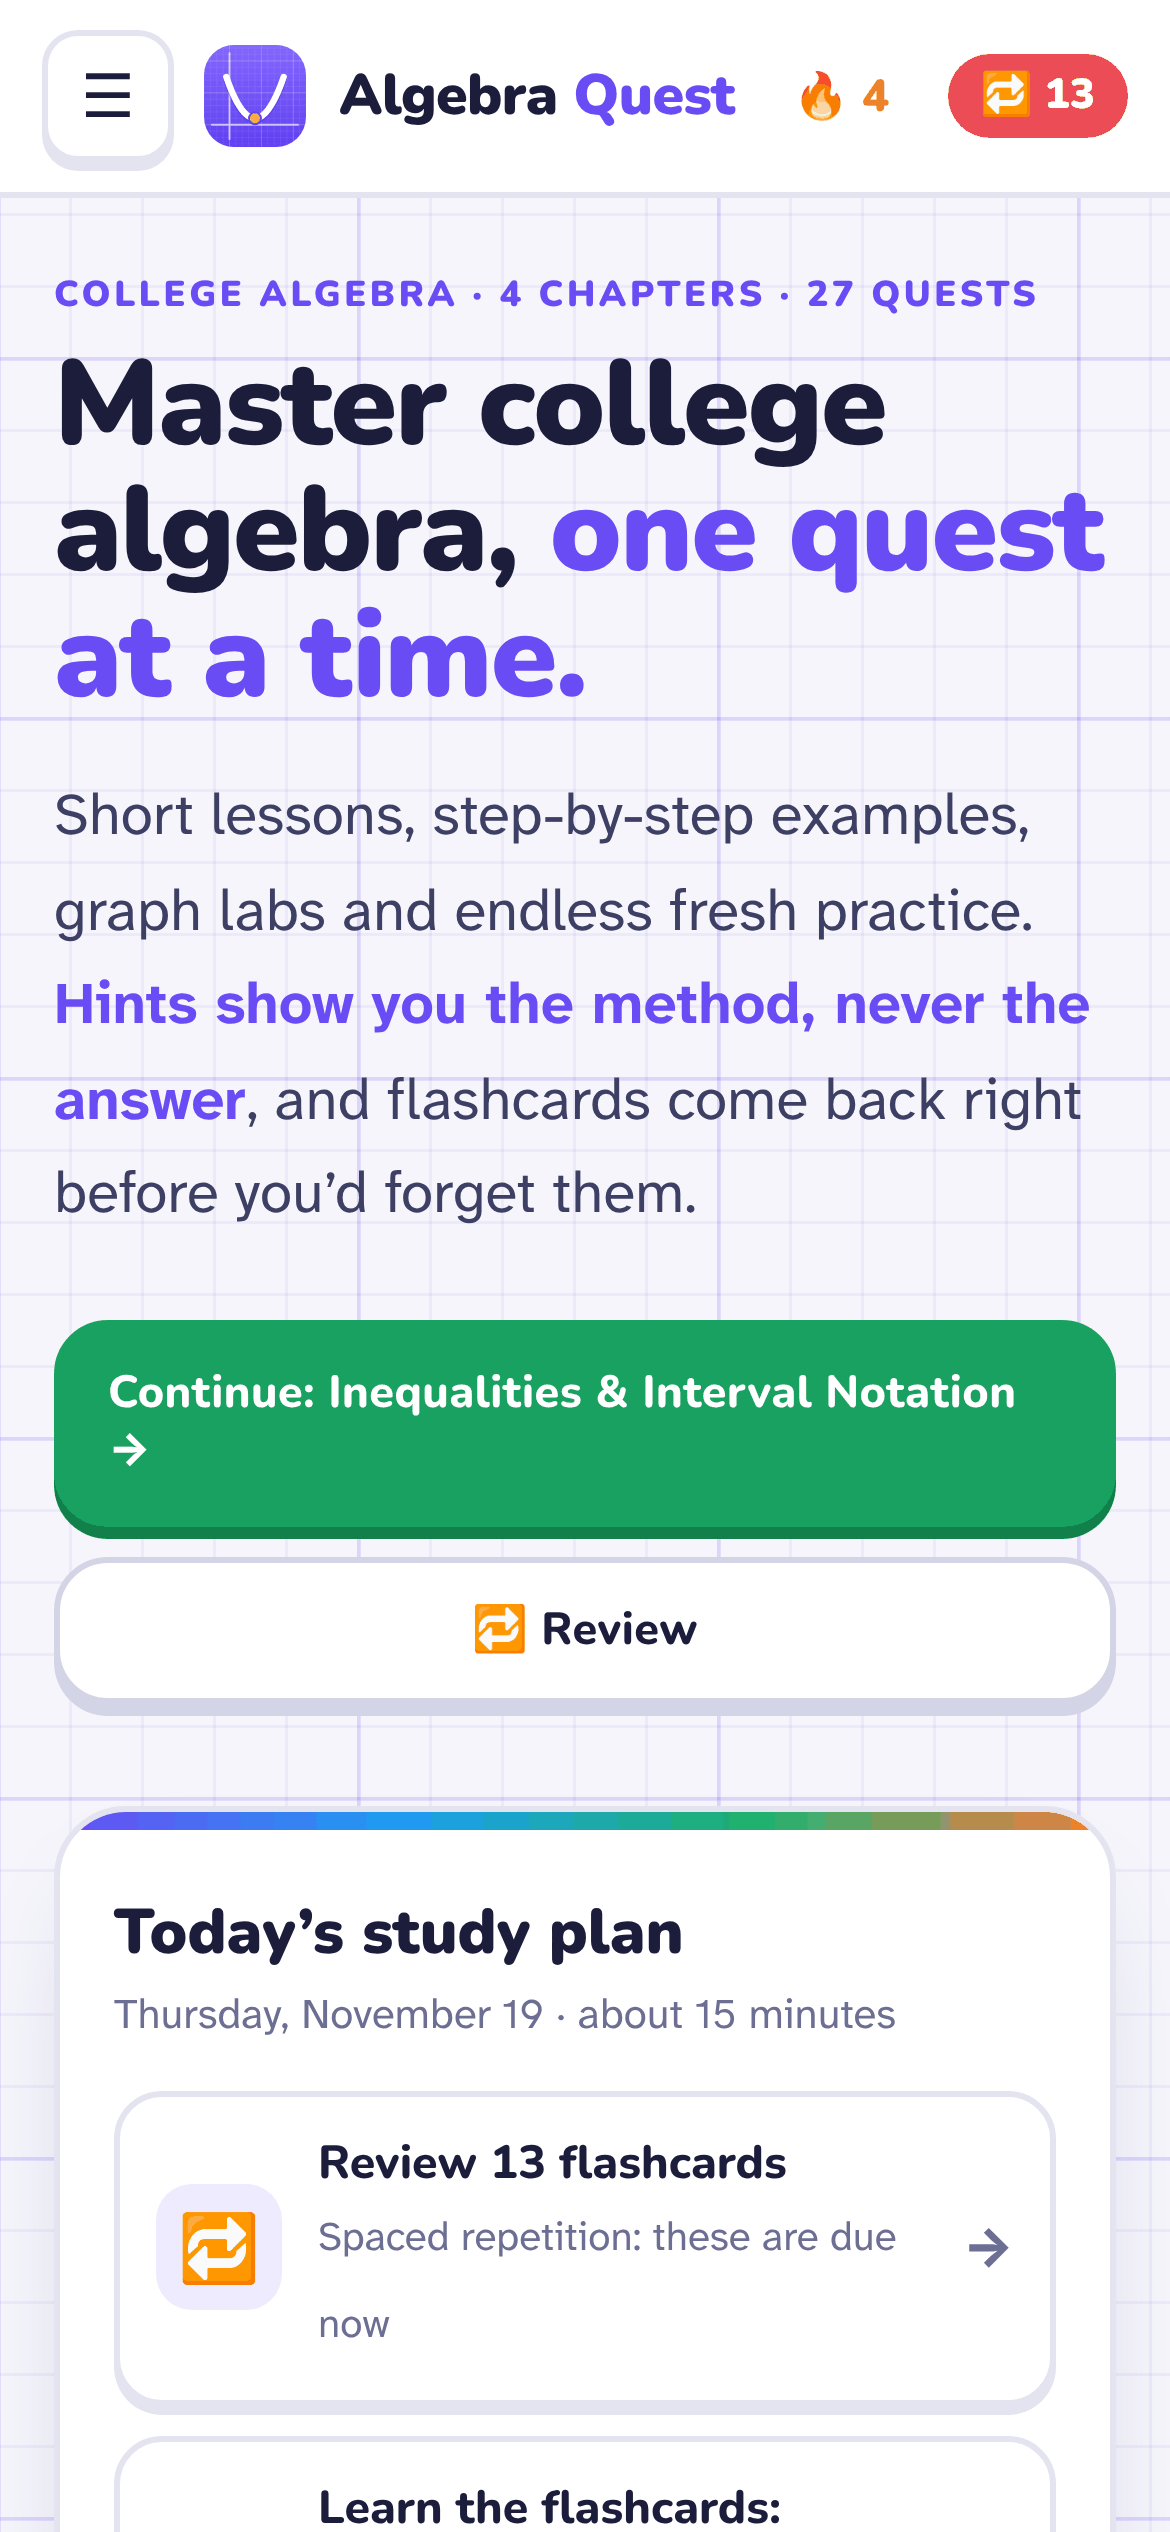 ☰ Algebra Quest 🔥 4 🔁 13
COLLEGE ALGEBRA · 4 CHAPTERS · 27 QUESTS
Master college
algebra, one quest
at a time.
Short lessons, step-by-step examples,
graph labs and endless fresh practice.
Hints show you the method, never the
answer, and flashcards come back right
before you’d forget them.
Continue: Inequalities & Interval Notation
→
🔁 Review
Today’s study plan
Thursday, November 19 · about 15 minutes
Review 13 flashcards
Spaced repetition: these are due
now
→
Learn the flashcards: